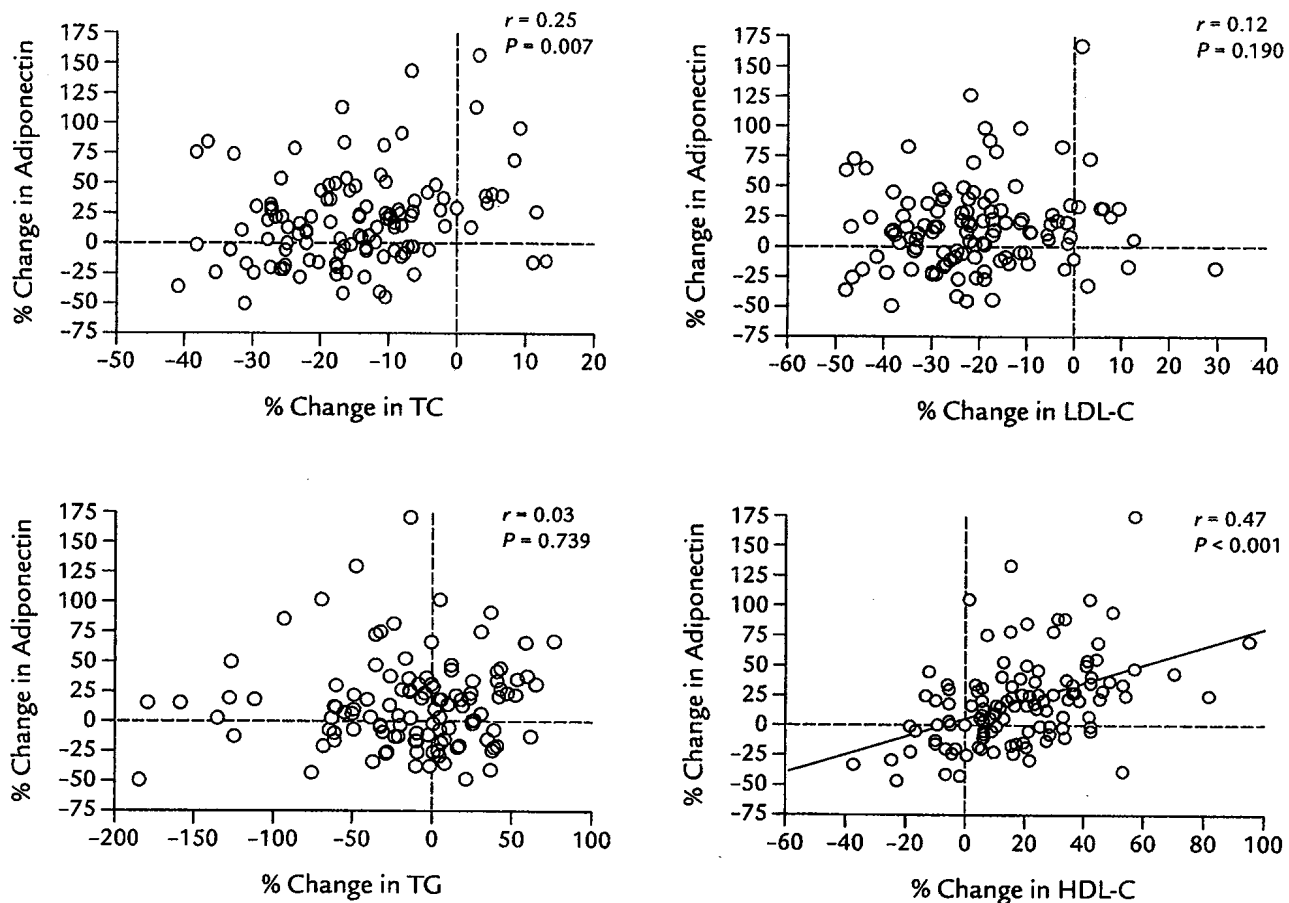 r = 0.25
P = 0.007
% Change in Adiponectin
175
150
125
100
75
50
25
0
−25
−50
−75
−50 −40 −30 −20 −10 0 10 20
% Change in TC
r = 0.12
P = 0.190
% Change in Adiponectin
175
150
125
100
75
50
25
0
−25
−50
−75
−60 −50 −40 −30 −20 −10 0 10 20 30 40
% Change in LDL-C
r = 0.03
P = 0.739
% Change in Adiponectin
175
150
125
100
75
50
25
0
−25
−50
−75
−200 −150 −100 −50 0 50 100
% Change in TG
r = 0.47
P < 0.001
% Change in Adiponectin
175
150
125
100
75
50
25
0
−25
−50
−75
−60 −40 −20 0 20 40 60 80 100
% Change in HDL-C